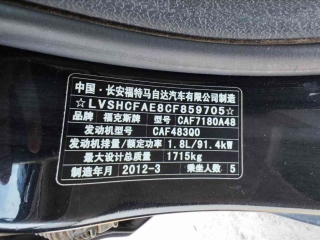 中国·长安福特马自达汽车有限公司制造
☆LVSHCFAE8CF859705☆
品牌 福克斯牌 型号 CAF7180A48
发动机型号 CAF483Q0
发动机排量/额定功率 1.8L/91.4kW
最大设计总质量 1715kg
制造年月 2012-3 乘坐人数 5